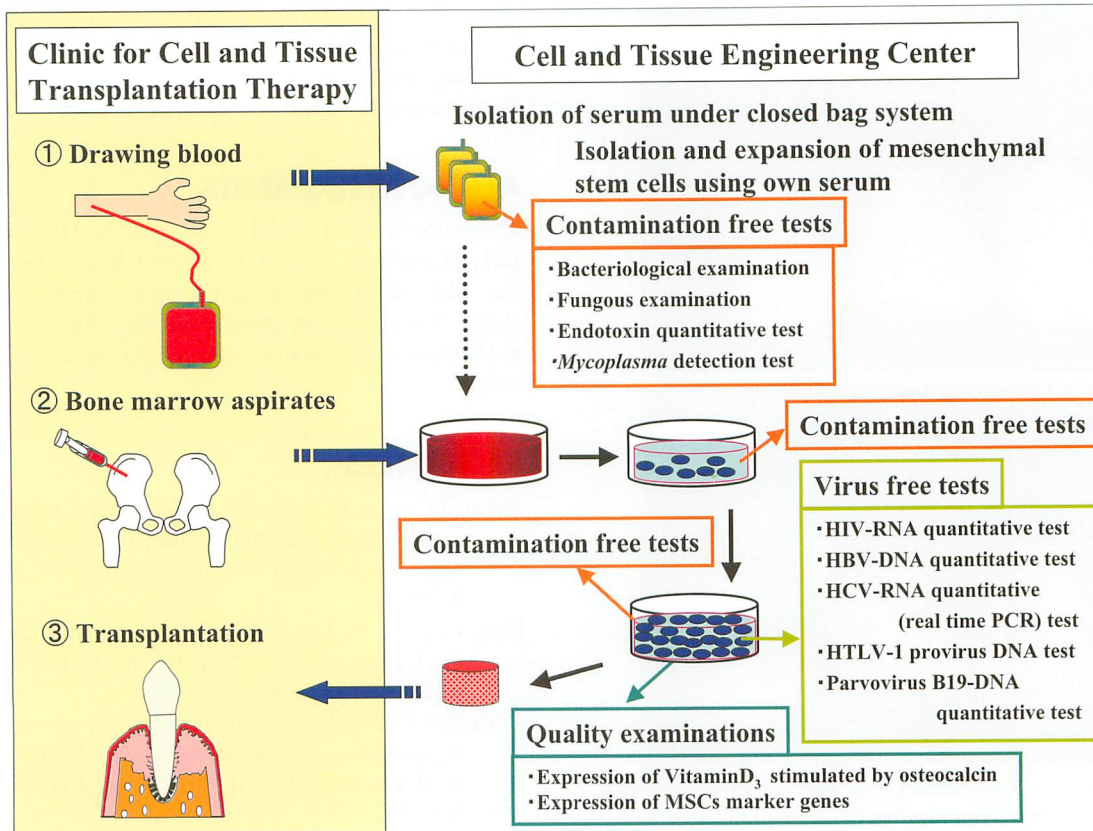 Clinic for Cell and Tissue
Transplantation Therapy
① Drawing blood
② Bone marrow aspirates
③ Transplantation
Cell and Tissue Engineering Center
Isolation of serum under closed bag system
Isolation and expansion of mesenchymal
stem cells using own serum
Contamination free tests
・Bacteriological examination
・Fungous examination
・Endotoxin quantitative test
・Mycoplasma detection test
Contamination free tests
Virus free tests
・HIV-RNA quantitative test
・HBV-DNA quantitative test
・HCV-RNA quantitative
(real time PCR) test
・HTLV-1 provirus DNA test
・Parvovirus B19-DNA
quantitative test
Contamination free tests
Quality examinations
・Expression of VitaminD₃ stimulated by osteocalcin
・Expression of MSCs marker genes